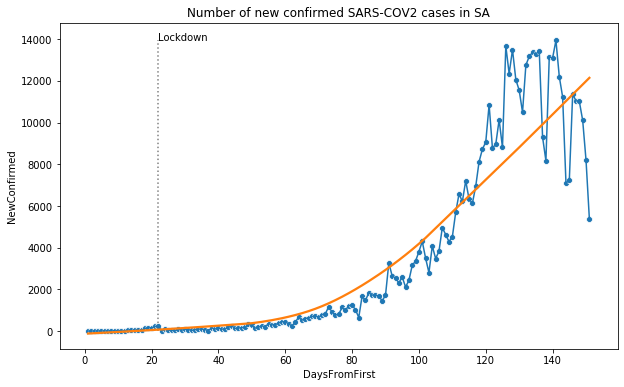 Number of new confirmed SARS-COV2 cases in SA
Lockdown
14000
12000
10000
8000
6000
4000
2000
0
NewConfirmed
0 20 40 60 80 100 120 140
DaysFromFirst